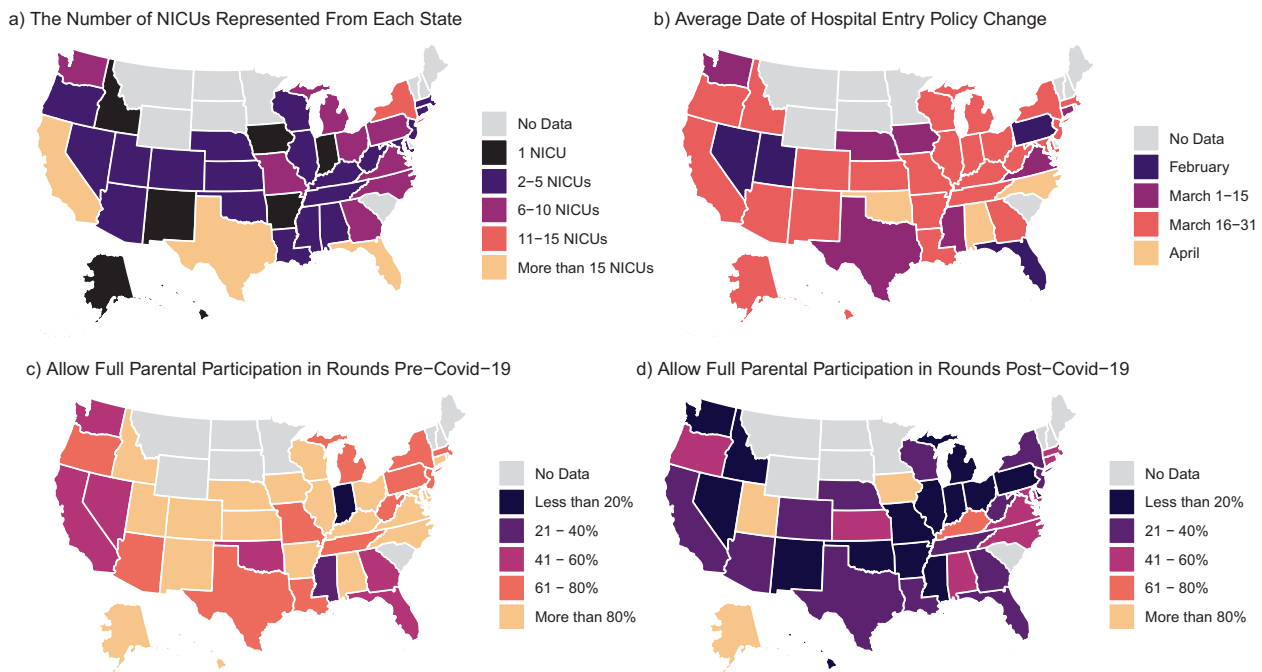 a) The Number of NICUs Represented From Each State
No Data
1 NICU
2−5 NICUs
6−10 NICUs
11−15 NICUs
More than 15 NICUs
b) Average Date of Hospital Entry Policy Change
No Data
February
March 1−15
March 16−31
April
c) Allow Full Parental Participation in Rounds Pre−Covid−19
No Data
Less than 20%
21 − 40%
41 − 60%
61 − 80%
More than 80%
d) Allow Full Parental Participation in Rounds Post−Covid−19
No Data
Less than 20%
21 − 40%
41 − 60%
61 − 80%
More than 80%